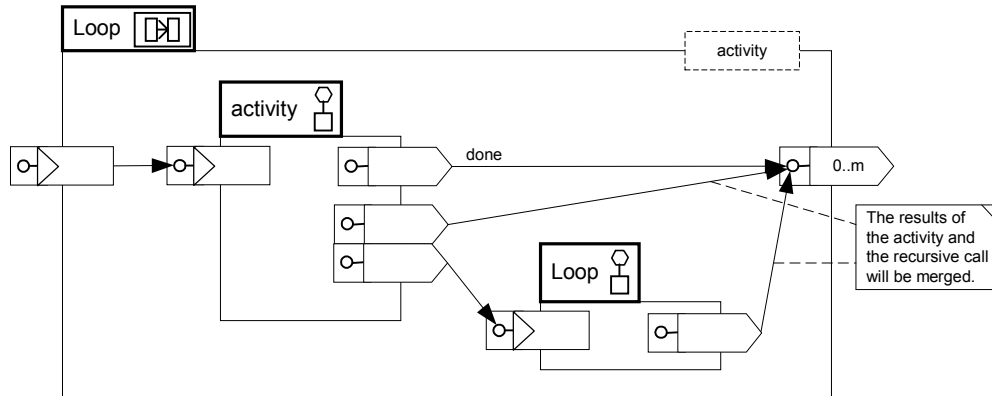 Loop
activity
activity
done
0..m
The results of
the activity and
the recursive call
will be merged.
Loop